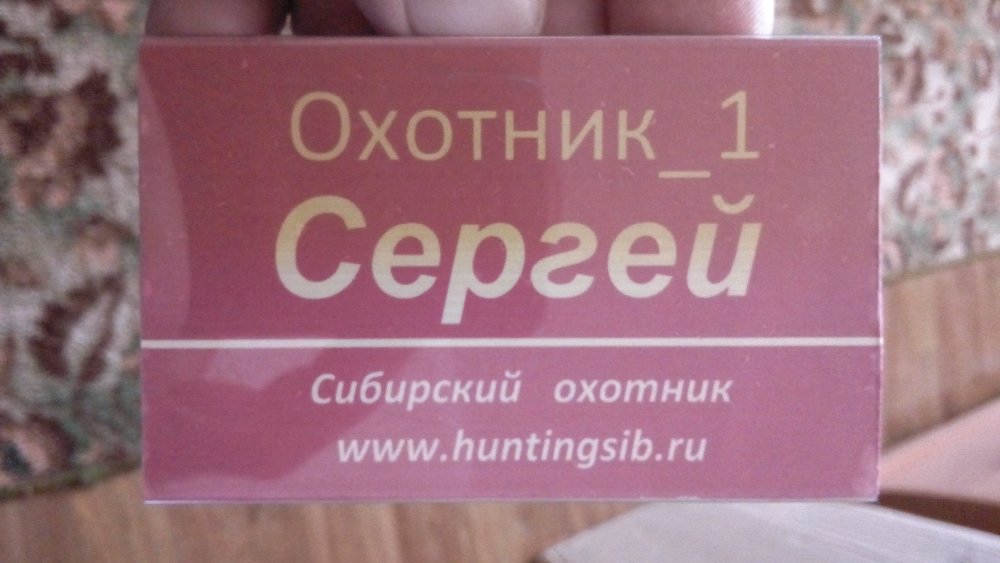 Охотник_1
Сергей
Сибирский охотник
www.huntingsib.ru